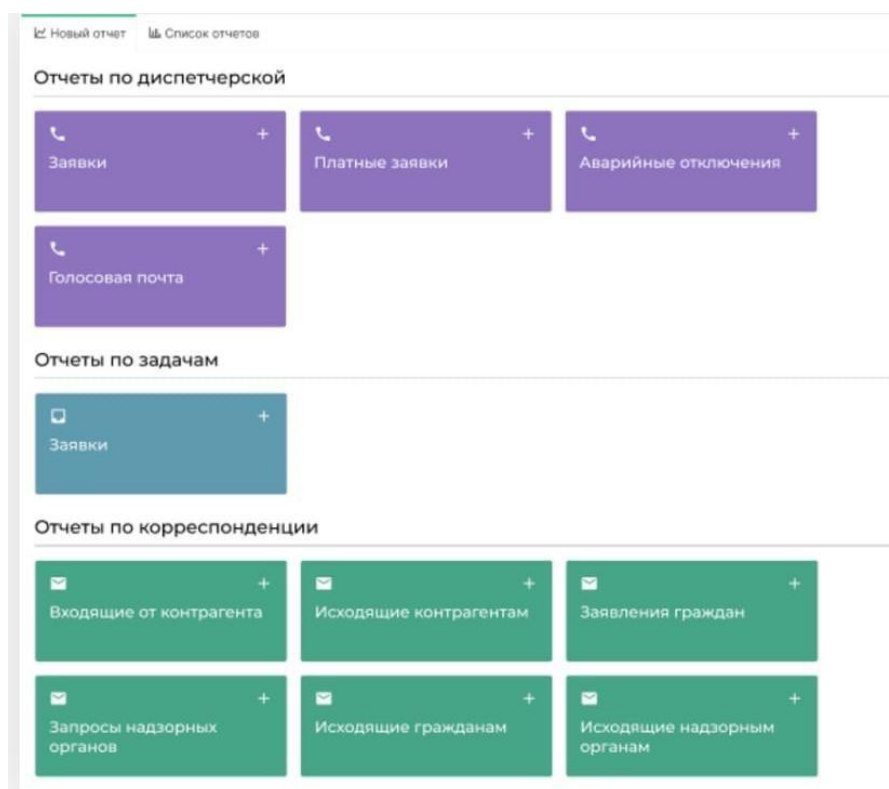 Новый отчет Список отчетов
Отчеты по диспетчерской
Заявки Платные заявки Аварийные отключения
Голосовая почта
Отчеты по задачам
Заявки
Отчеты по корреспонденции
Входящие от контрагента Исходящие контрагентам Заявления граждан
Запросы надзорных
органов
Исходящие гражданам
Исходящие надзорным
органам